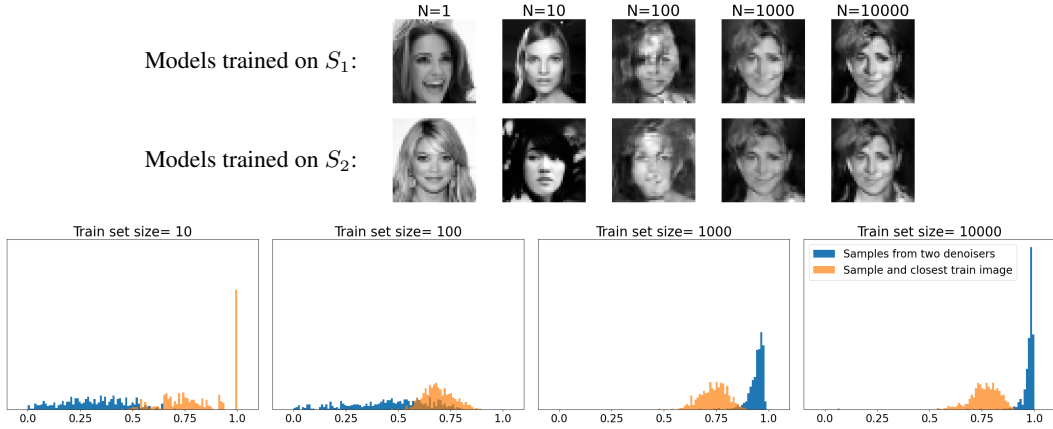 N=1 N=10 N=100 N=1000 N=10000
Models trained on S₁:
Models trained on S₂:
Train set size= 10 Train set size= 100 Train set size= 1000 Train set size= 10000
Samples from two denoisers
Sample and closest train image
0.0 0.25 0.5 0.75 1.0 0.0 0.25 0.5 0.75 1.0 0.0 0.25 0.5 0.75 1.0 0.0 0.25 0.5 0.75 1.0